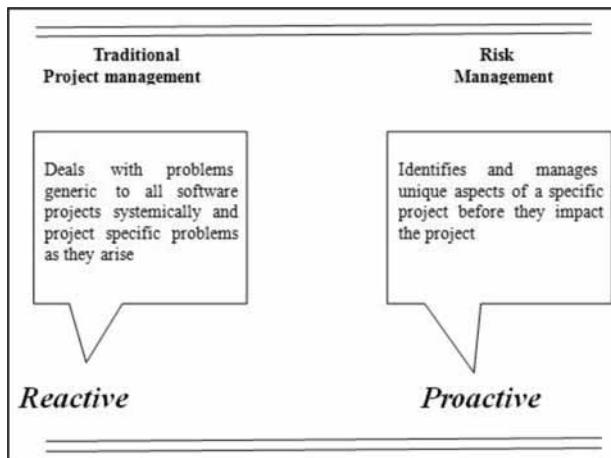 Traditional
Project management
Risk
Management
Deals with problems
generic to all software
projects systemically and
project specific problems
as they arise
Identifies and manages
unique aspects of a specific
project before they impact
the project
Reactive
Proactive